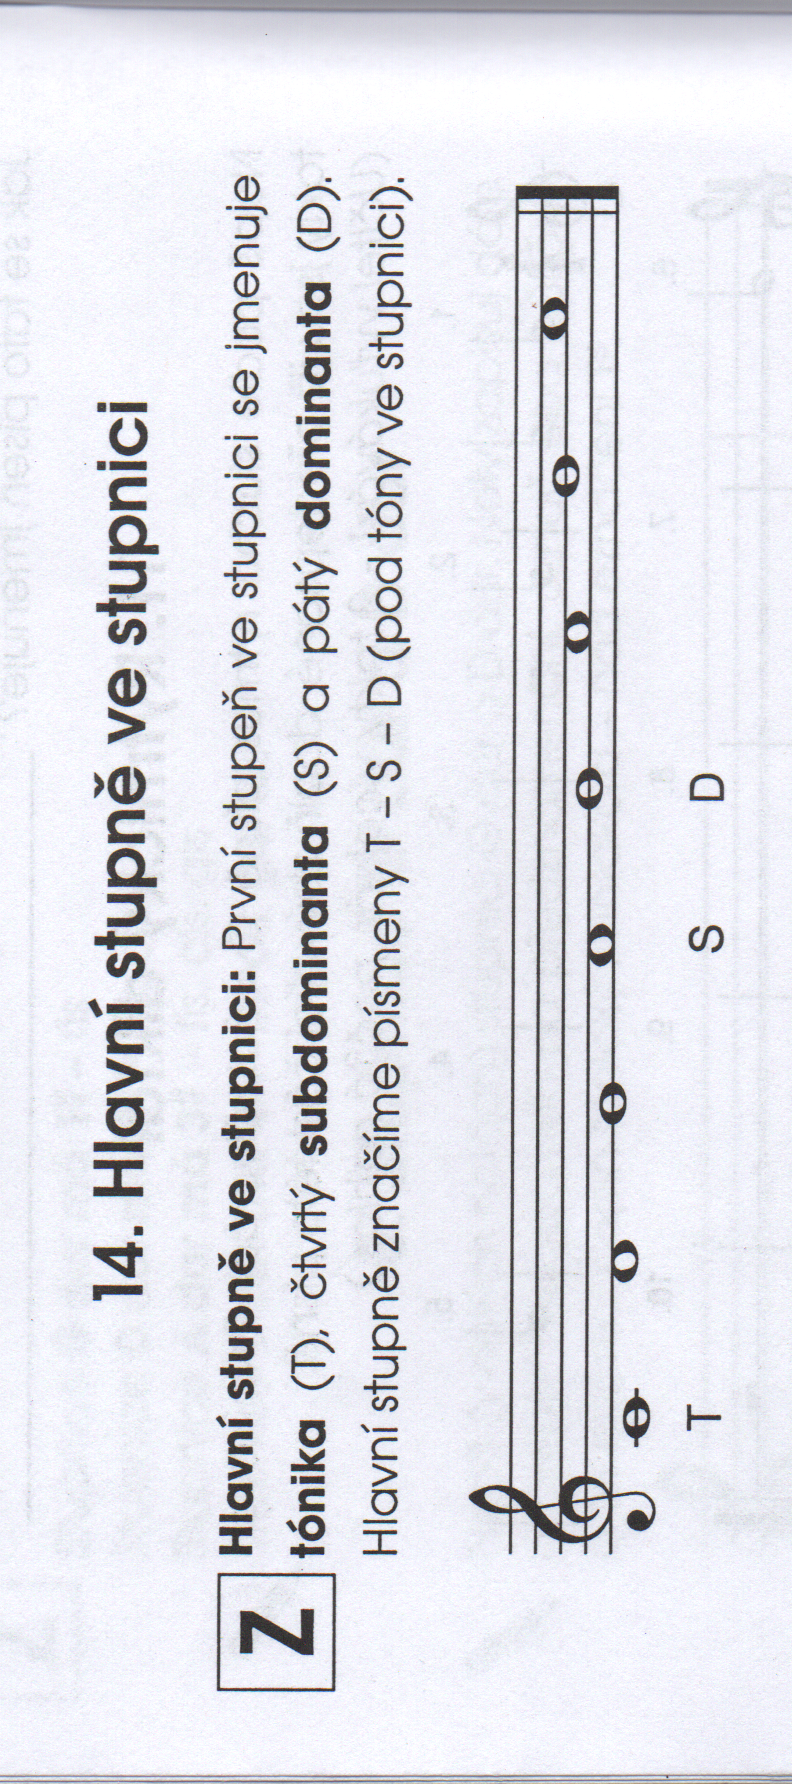 14. Hlavní stupně ve stupnici
Z
Hlavní stupně ve stupnici: První stupeň ve stupnici se jmenuje
tónika (T), čtvrtý subdominanta (S) a pátý dominanta (D).
Hlavní stupně značíme písmeny T – S – D (pod tóny ve stupnici).
T S D